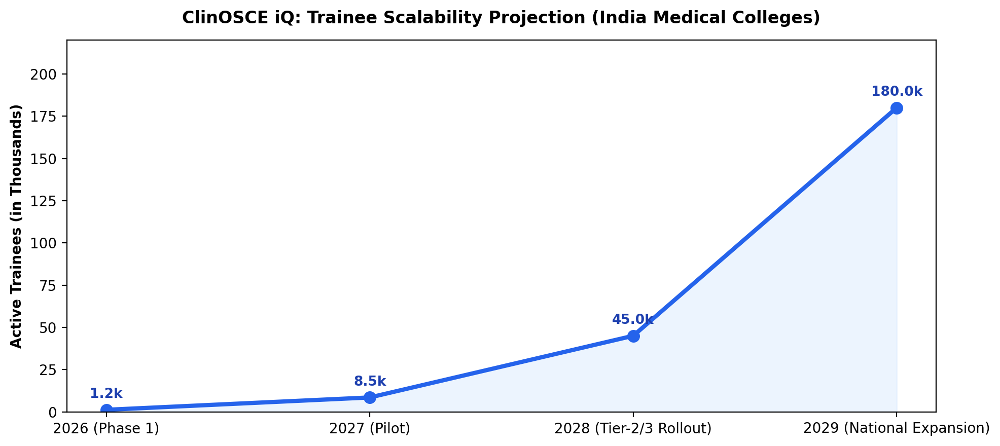 ClinOSCE iQ: Trainee Scalability Projection (India Medical Colleges)
Active Trainees (in Thousands)
200
175
150
125
100
75
50
25
0
1.2k
8.5k
45.0k
180.0k
2026 (Phase 1)
2027 (Pilot)
2028 (Tier-2/3 Rollout)
2029 (National Expansion)